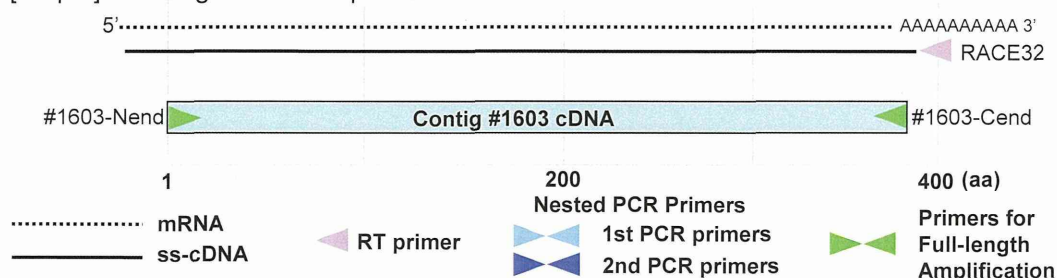 5'
AAAAAAAAAA 3'
RACE32
#1603-Nend
Contig #1603 cDNA
#1603-Cend
1
200
400 (aa)
mRNA
ss-cDNA
RT primer
Nested PCR Primers
1st PCR primers
2nd PCR primers
Primers for
Full-length
Amplification